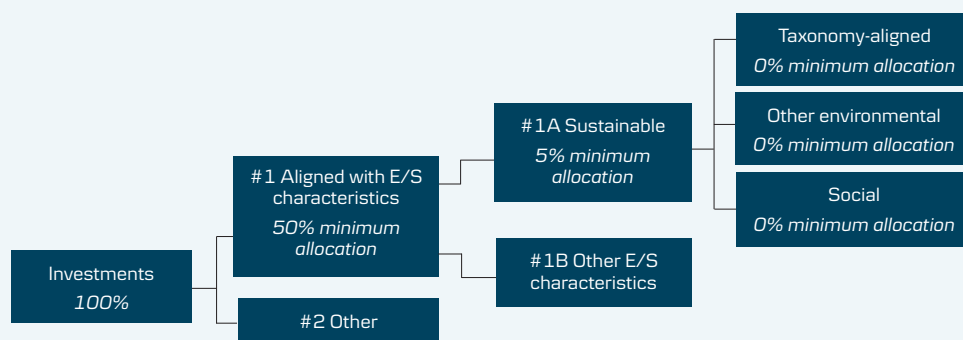 Investments
100%
#1 Aligned with E/S
characteristics
50% minimum
allocation
#2 Other
#1A Sustainable
5% minimum
allocation
#1B Other E/S
characteristics
Taxonomy-aligned
0% minimum allocation
Other environmental
0% minimum allocation
Social
0% minimum allocation